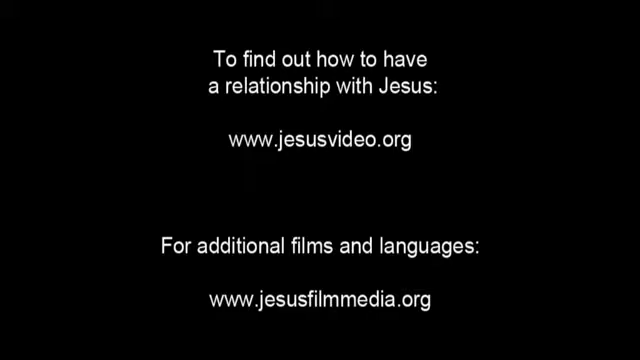 To find out how to have
a relationship with Jesus:
www.jesusvideo.org
For additional films and languages:
www.jesusfilmmedia.org